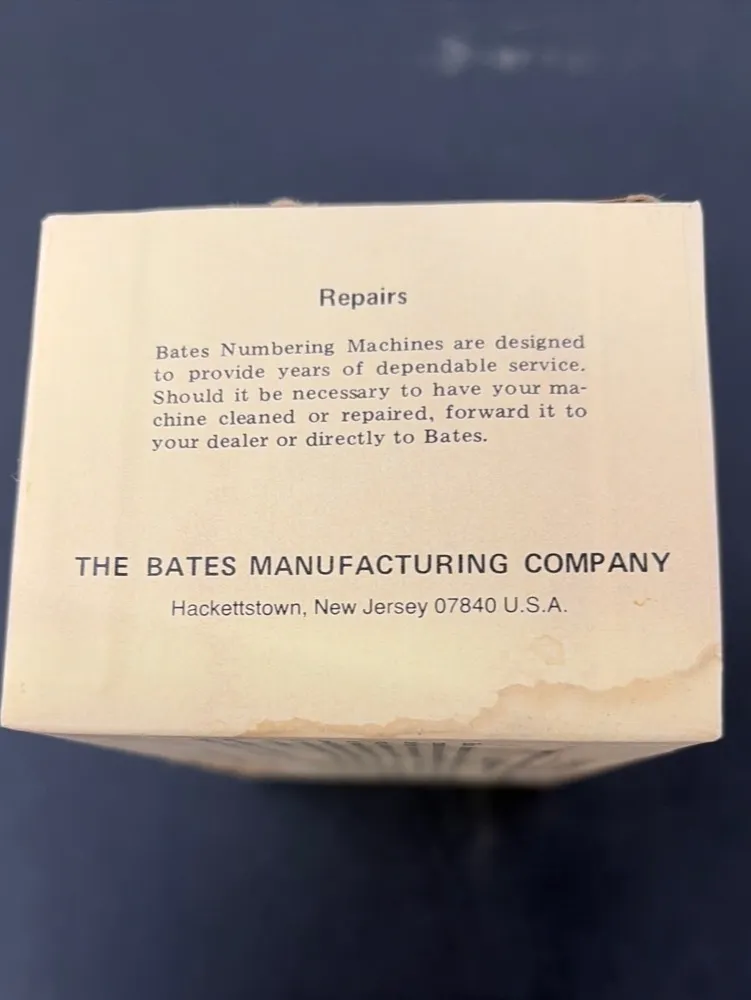 Repairs
Bates Numbering Machines are designed
to provide years of dependable service.
Should it be necessary to have your ma-
chine cleaned or repaired, forward it to
your dealer or directly to Bates.
THE BATES MANUFACTURING COMPANY
Hackettstown, New Jersey 07840 U.S.A.